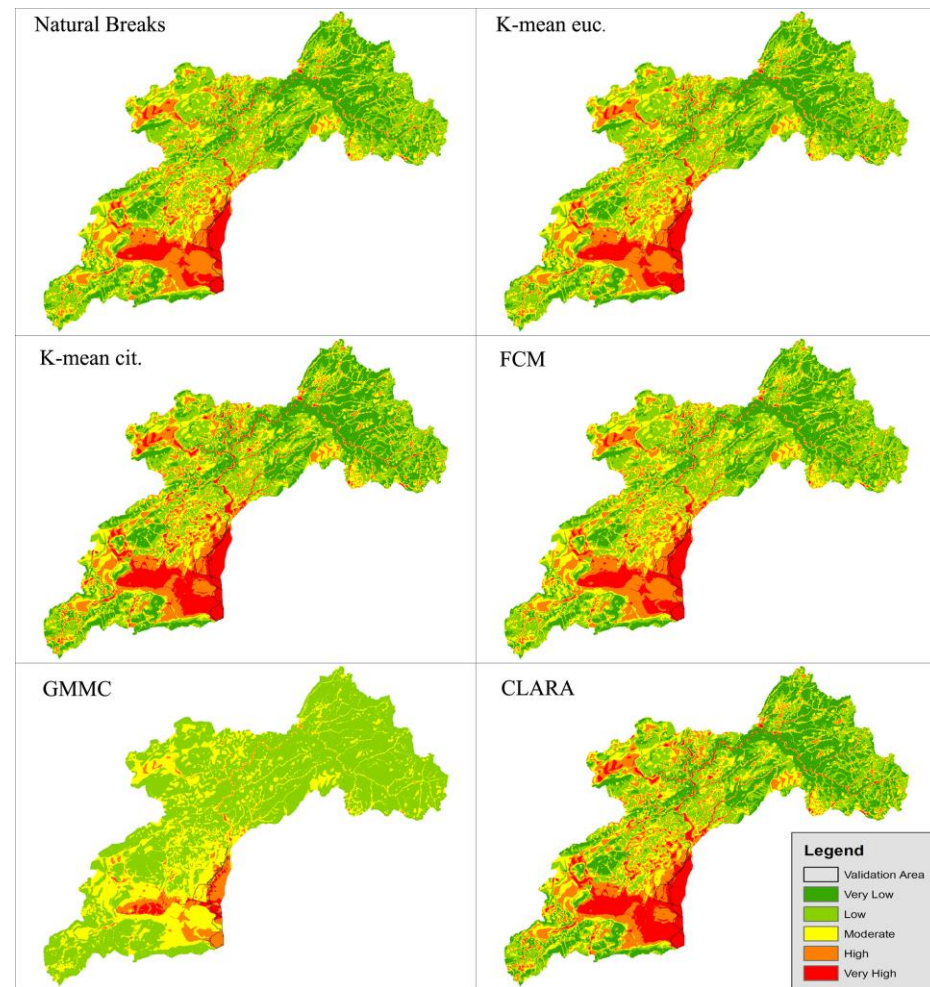 Natural Breaks
K-mean euc.
K-mean cit.
FCM
GMMC
CLARA
Legend
Validation Area
Very Low
Low
Moderate
High
Very High